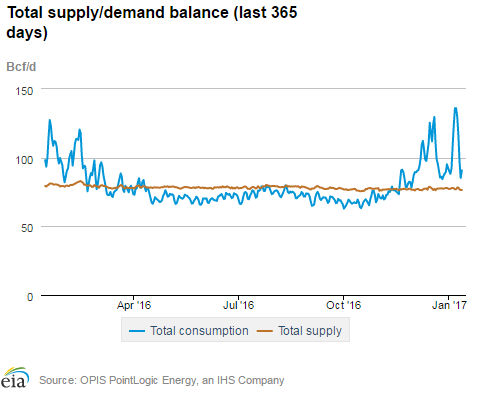 Total supply/demand balance (last 365
days)
Bcf/d
150
100
50
0
Apr '16 Jul '16 Oct '16 Jan '17
Total consumption Total supply
eia Source: OPIS PointLogic Energy, an IHS Company